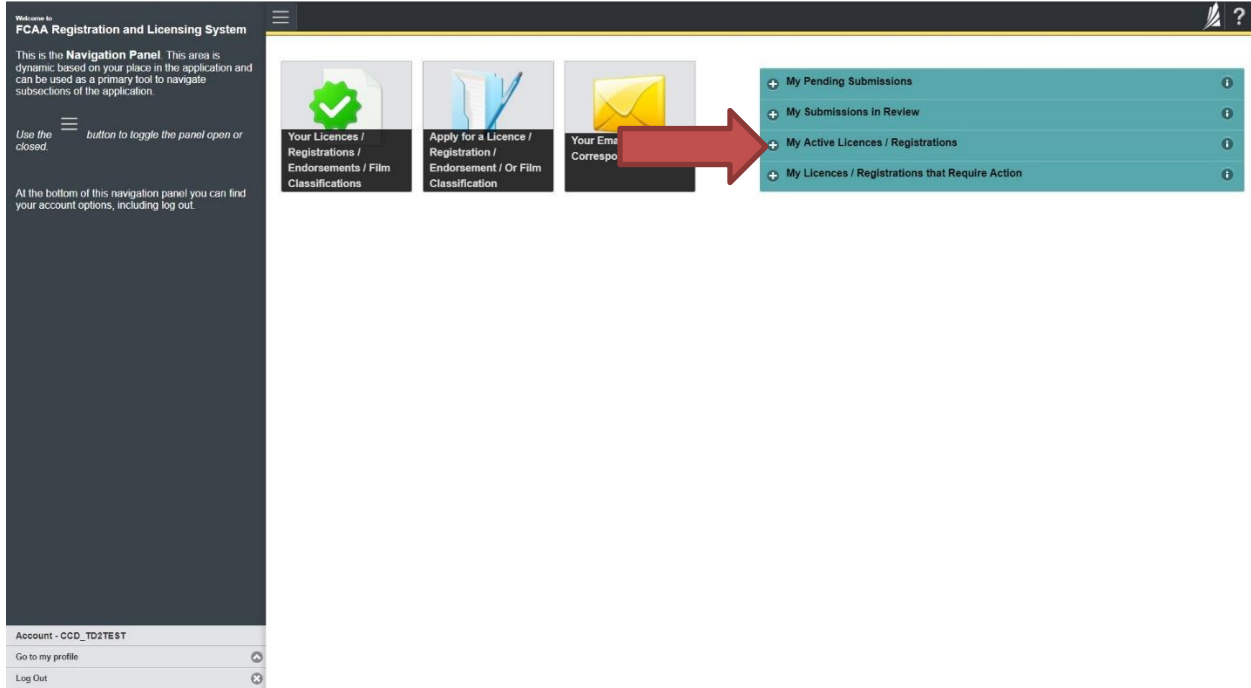 Welcome to
FCAA Registration and Licensing System
This is the Navigation Panel. This area is
dynamic based on your place in the application and
can be used as a primary tool to navigate
subsections of the application.
Use the button to toggle the panel open or
closed.
At the bottom of this navigation panel you can find
your account options, including log out.
Account - CCD_TD2TEST
Go to my profile
Log Out
?
Your Licences /
Registrations /
Endorsements / Film
Classifications
Apply for a Licence /
Registration /
Endorsement / Or Film
Classification
Your
My Pending Submissions
My Submissions in Review
My Active Licences / Registrations
My Licences / Registrations that Require Action